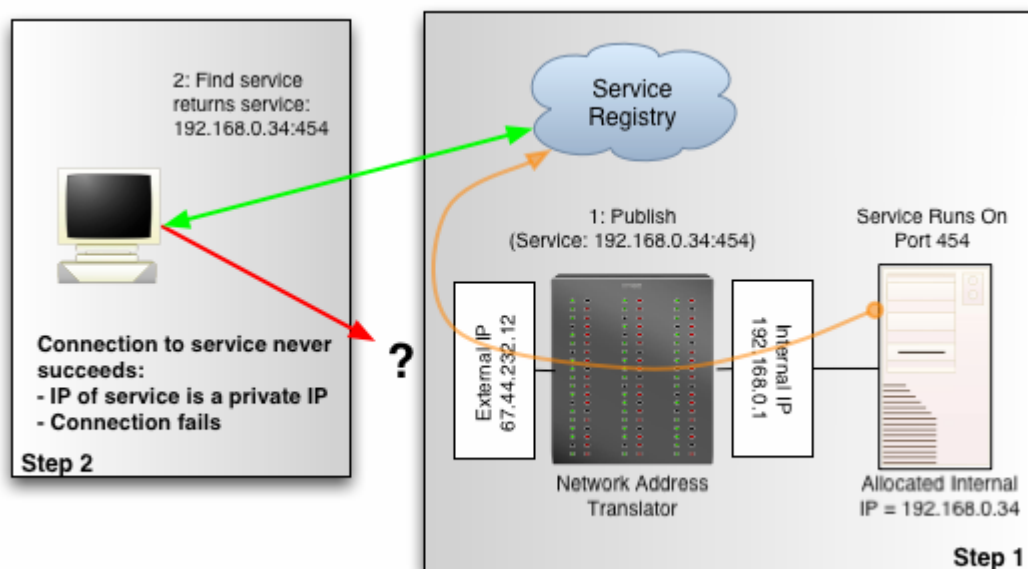 2: Find service
returns service:
192.168.0.34:454
Connection to service never
succeeds:
- IP of service is a private IP
- Connection fails
Step 2
?
Service
Registry
1: Publish
(Service: 192.168.0.34:454)
Service Runs On
Port 454
External IP
67.44.232.12
Internal IP
192.168.0.1
Network Address
Translator
Allocated Internal
IP = 192.168.0.34
Step 1